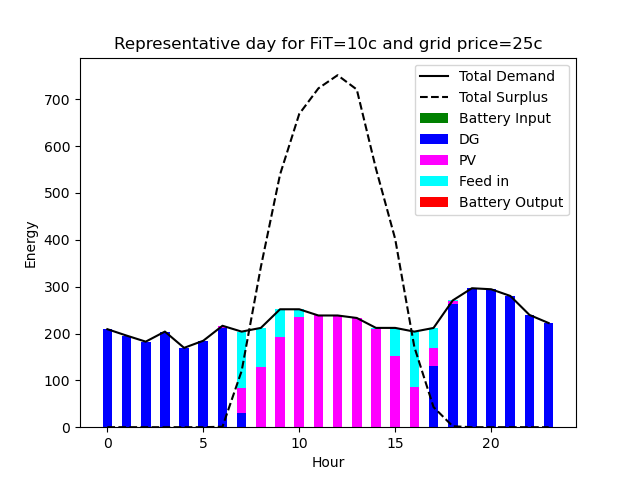 Representative day for FiT=10c and grid price=25c
Total Demand
Total Surplus
Battery Input
DG
PV
Feed in
Battery Output
Energy
700
600
500
400
300
200
100
0
0 5 10 15 20
Hour